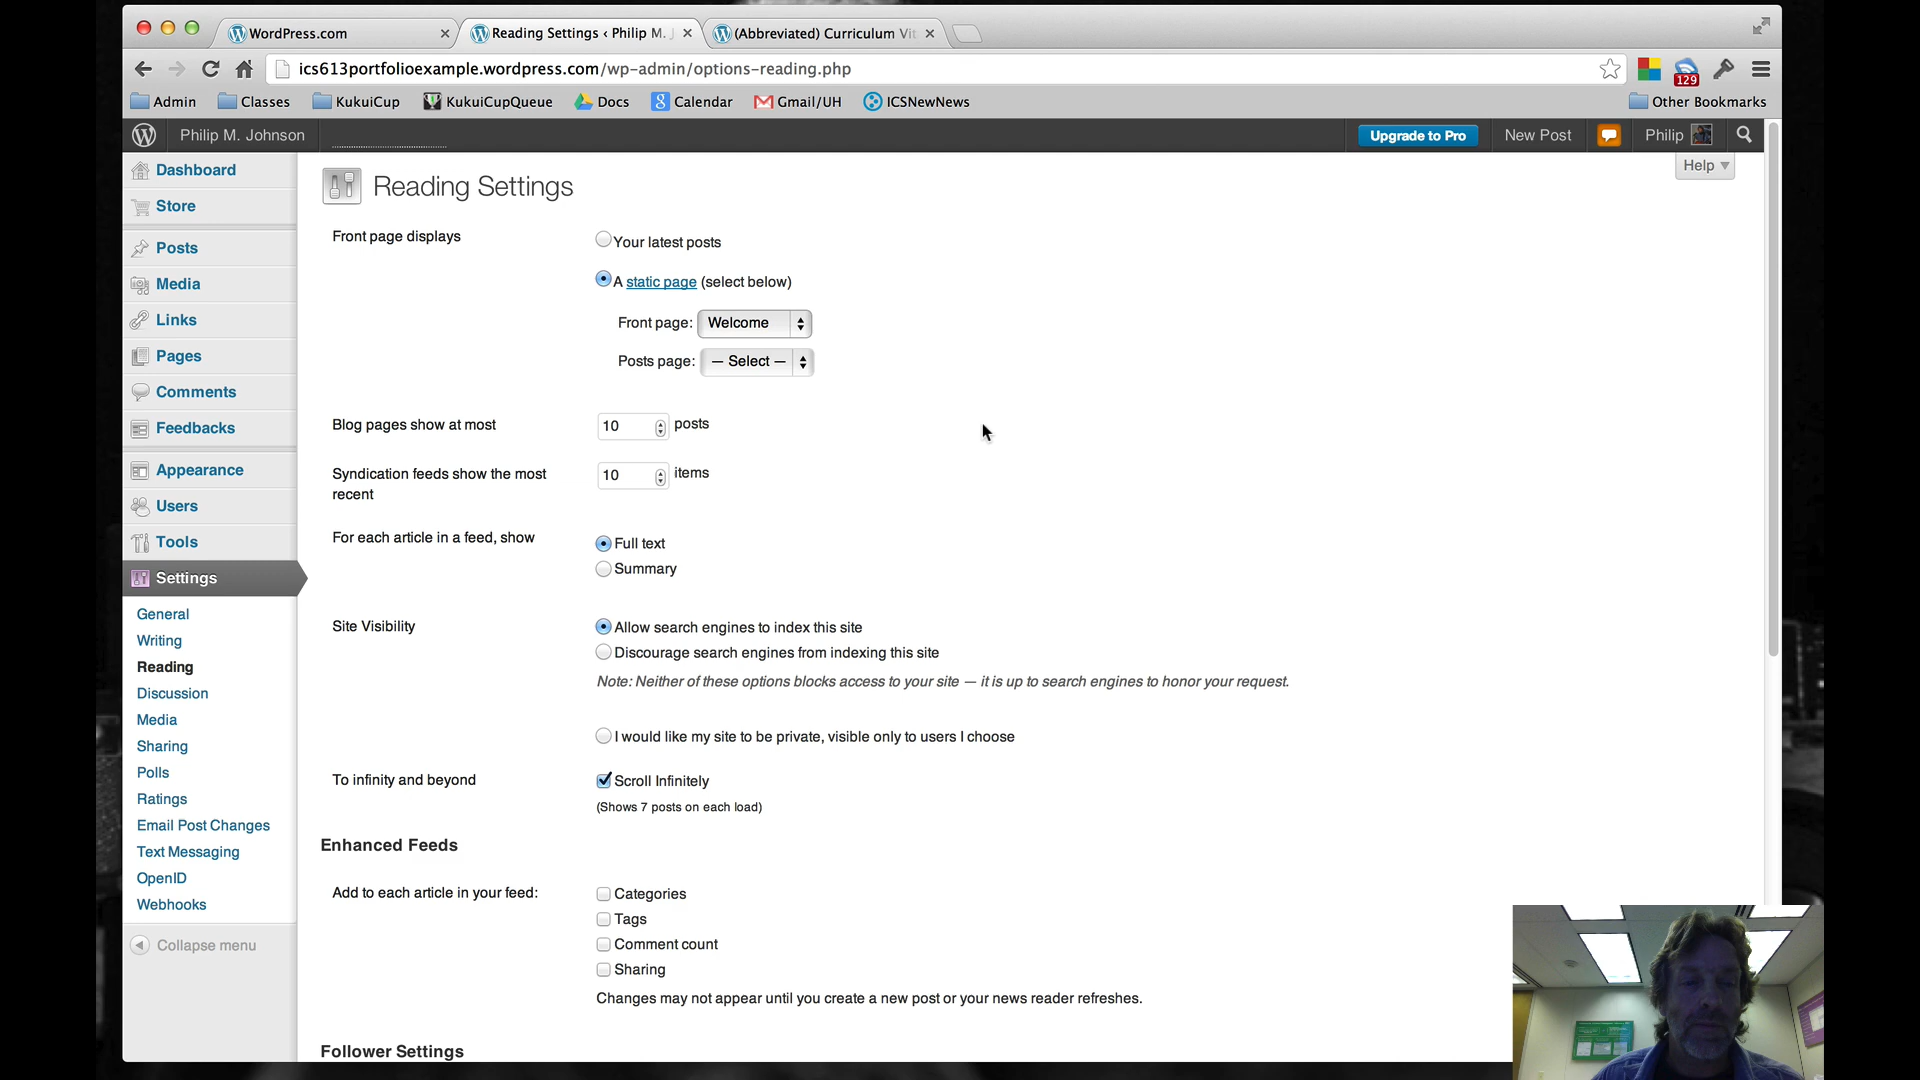 WordPress.com
Reading Settings ‹ Philip M. J
(Abbreviated) Curriculum Vit
ics613portfolioexample.wordpress.com/wp-admin/options-reading.php
129
Admin Classes KukuiCup KukuiCupQueue Docs Calendar Gmail/UH ICSNewNews Other Bookmarks
Philip M. Johnson Upgrade to Pro New Post Philip
Help
Dashboard
Store
Posts
Media
Links
Pages
Comments
Feedbacks
Appearance
Users
Tools
Settings
General
Writing
Reading
Discussion
Media
Sharing
Polls
Ratings
Email Post Changes
Text Messaging
OpenID
Webhooks
Collapse menu
Reading Settings
Front page displays
Your latest posts
A static page (select below)
Front page: Welcome
Posts page: — Select —
Blog pages show at most 10 posts
Syndication feeds show the most
recent
10 items
For each article in a feed, show
Full text
Summary
Site Visibility
Allow search engines to index this site
Discourage search engines from indexing this site
Note: Neither of these options blocks access to your site — it is up to search engines to honor your request.
I would like my site to be private, visible only to users I choose
To infinity and beyond
Scroll Infinitely
(Shows 7 posts on each load)
Enhanced Feeds
Add to each article in your feed:
Categories
Tags
Comment count
Sharing
Changes may not appear until you create a new post or your news reader refreshes.
Follower Settings